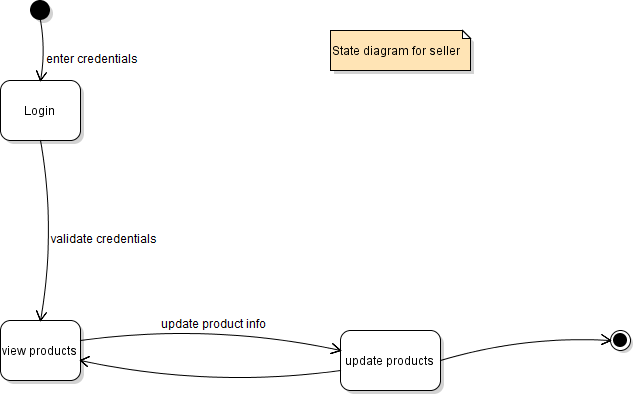 State diagram for seller
enter credentials
Login
validate credentials
update product info
view products
update products